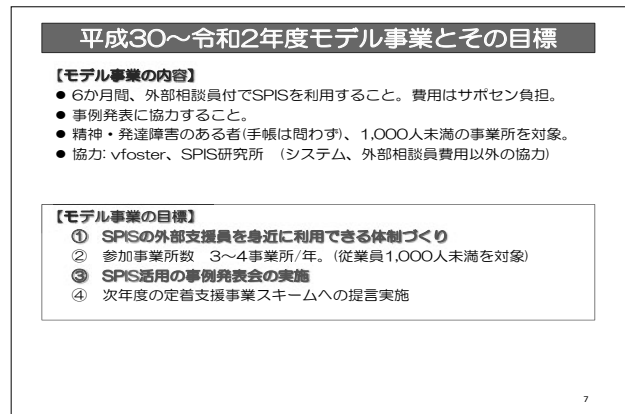 平成30～令和2年度モデル事業とその目標
【モデル事業の内容】
● 6か月間、外部相談員付でSPISを利用すること。費用はサポセン負担。
● 事例発表に協力すること。
● 精神・発達障害のある者(手帳は問わず)、1,000人未満の事業所を対象。
● 協力: vfoster、SPIS研究所 （システム、外部相談員費用以外の協力)
【モデル事業の目標】
① SPISの外部支援員を身近に利用できる体制づくり
② 参加事業所数 3～4事業所/年。(従業員1,000人未満を対象)
③ SPIS活用の事例発表会の実施
④ 次年度の定着支援事業スキームへの提言実施
7